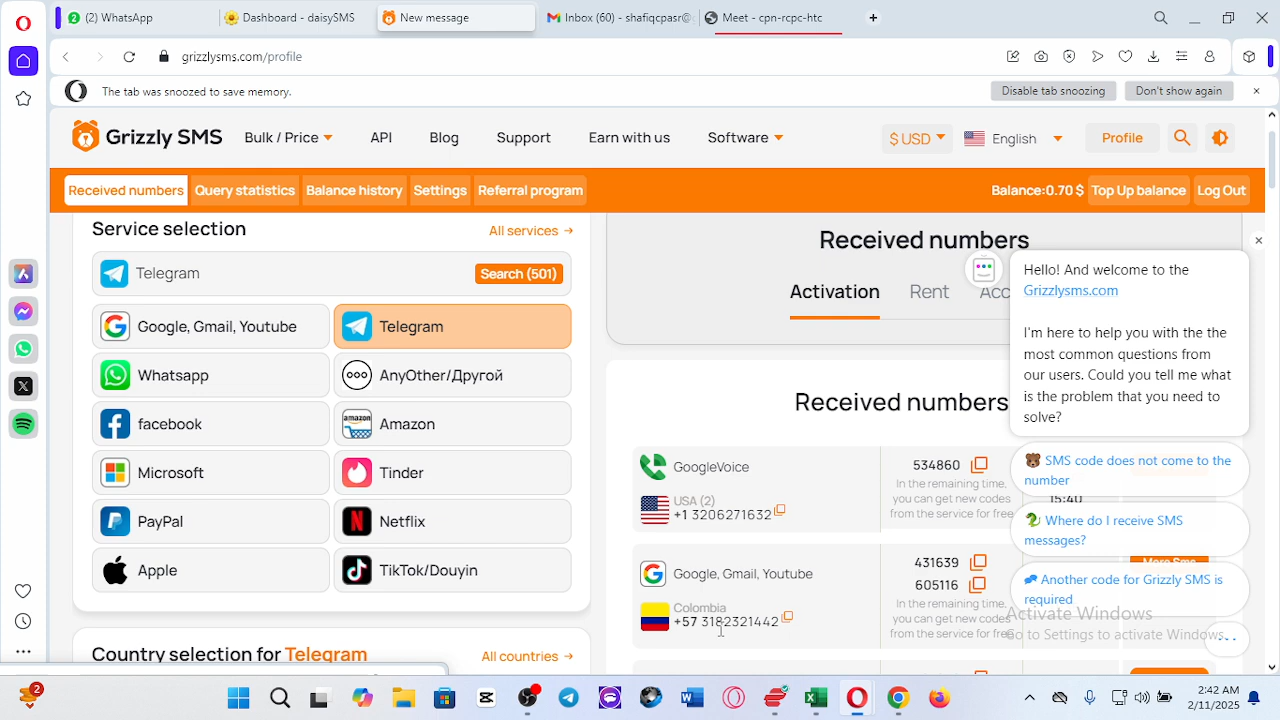 (2) WhatsApp
Dashboard - daisySMS
New message
Inbox (60) - shafiqcpasr@
Meet - cpn-rcpc-htc
grizzlysms.com/profile
The tab was snoozed to save memory.
Disable tab snoozing
Don't show again
Grizzly SMS
Bulk / Price
API
Blog
Support
Earn with us
Software
$ USD
English
Profile
Received numbers
Query statistics
Balance history
Settings
Referral program
Balance:0.70 $
Top Up balance
Log Out
Service selection
All services →
Telegram
Search (501)
Google, Gmail, Youtube
Telegram
Whatsapp
AnyOther/Другой
facebook
Amazon
Microsoft
Tinder
PayPal
Netflix
Apple
TikTok/Douyin
Country selection for Telegram
All countries →
Received numbers
Activation
Rent
Acc
Received numbers
GoogleVoice
USA (2)
+1 3206271632
534860
In the remaining time,
you can get new codes
from the service for free
15:40
Google, Gmail, Youtube
Colombia
+57 3182321442
431639
605116
In the remaining time,
you can get new codes
from the service for free
More Sms
Hello! And welcome to the
Grizzlysms.com
I'm here to help you with the the
most common questions from
our users. Could you tell me what
is the problem that you need to
solve?
SMS code does not come to the
number
Where do I receive SMS
messages?
Another code for Grizzly SMS is
required
Activate Windows
Go to Settings to activate Windows.
2
2:42 AM
2/11/2025